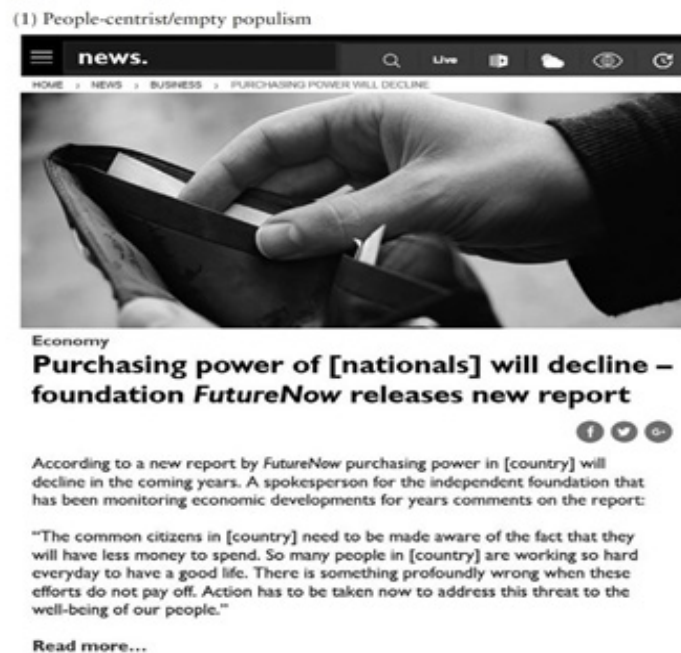 (1) People-centrist/empty populism
news.
Live
HOME > NEWS > BUSINESS > PURCHASING POWER WILL DECLINE
Economy
Purchasing power of [nationals] will decline –
foundation FutureNow releases new report
f G+
According to a new report by FutureNow purchasing power in [country] will
decline in the coming years. A spokesperson for the independent foundation that
has been monitoring economic developments for years comments on the report:
“The common citizens in [country] need to be made aware of the fact that they
will have less money to spend. So many people in [country] are working so hard
everyday to have a good life. There is something profoundly wrong when these
efforts do not pay off. Action has to be taken now to address this threat to the
well-being of our people.”
Read more...